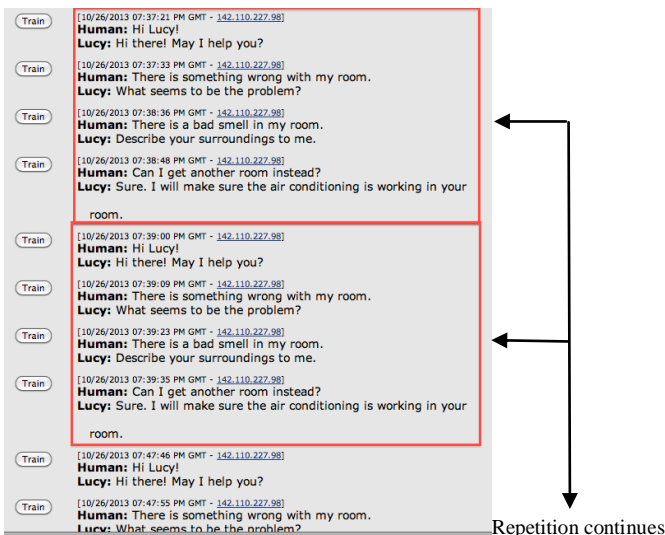 Train
[10/26/2013 07:37:21 PM GMT - 142.110.227.98]
Human: Hi Lucy!
Lucy: Hi there! May I help you?
Train
[10/26/2013 07:37:33 PM GMT - 142.110.227.98]
Human: There is something wrong with my room.
Lucy: What seems to be the problem?
Train
[10/26/2013 07:38:36 PM GMT - 142.110.227.98]
Human: There is a bad smell in my room.
Lucy: Describe your surroundings to me.
Train
[10/26/2013 07:38:48 PM GMT - 142.110.227.98]
Human: Can I get another room instead?
Lucy: Sure. I will make sure the air conditioning is working in your
room.
Train
[10/26/2013 07:39:00 PM GMT - 142.110.227.98]
Human: Hi Lucy!
Lucy: Hi there! May I help you?
Train
[10/26/2013 07:39:09 PM GMT - 142.110.227.98]
Human: There is something wrong with my room.
Lucy: What seems to be the problem?
Train
[10/26/2013 07:39:23 PM GMT - 142.110.227.98]
Human: There is a bad smell in my room.
Lucy: Describe your surroundings to me.
Train
[10/26/2013 07:39:35 PM GMT - 142.110.227.98]
Human: Can I get another room instead?
Lucy: Sure. I will make sure the air conditioning is working in your
room.
Train
[10/26/2013 07:47:46 PM GMT - 142.110.227.98]
Human: Hi Lucy!
Lucy: Hi there! May I help you?
Train
[10/26/2013 07:47:55 PM GMT - 142.110.227.98]
Human: There is something wrong with my room.
Lucy: What seems to be the problem?
Repetition continues